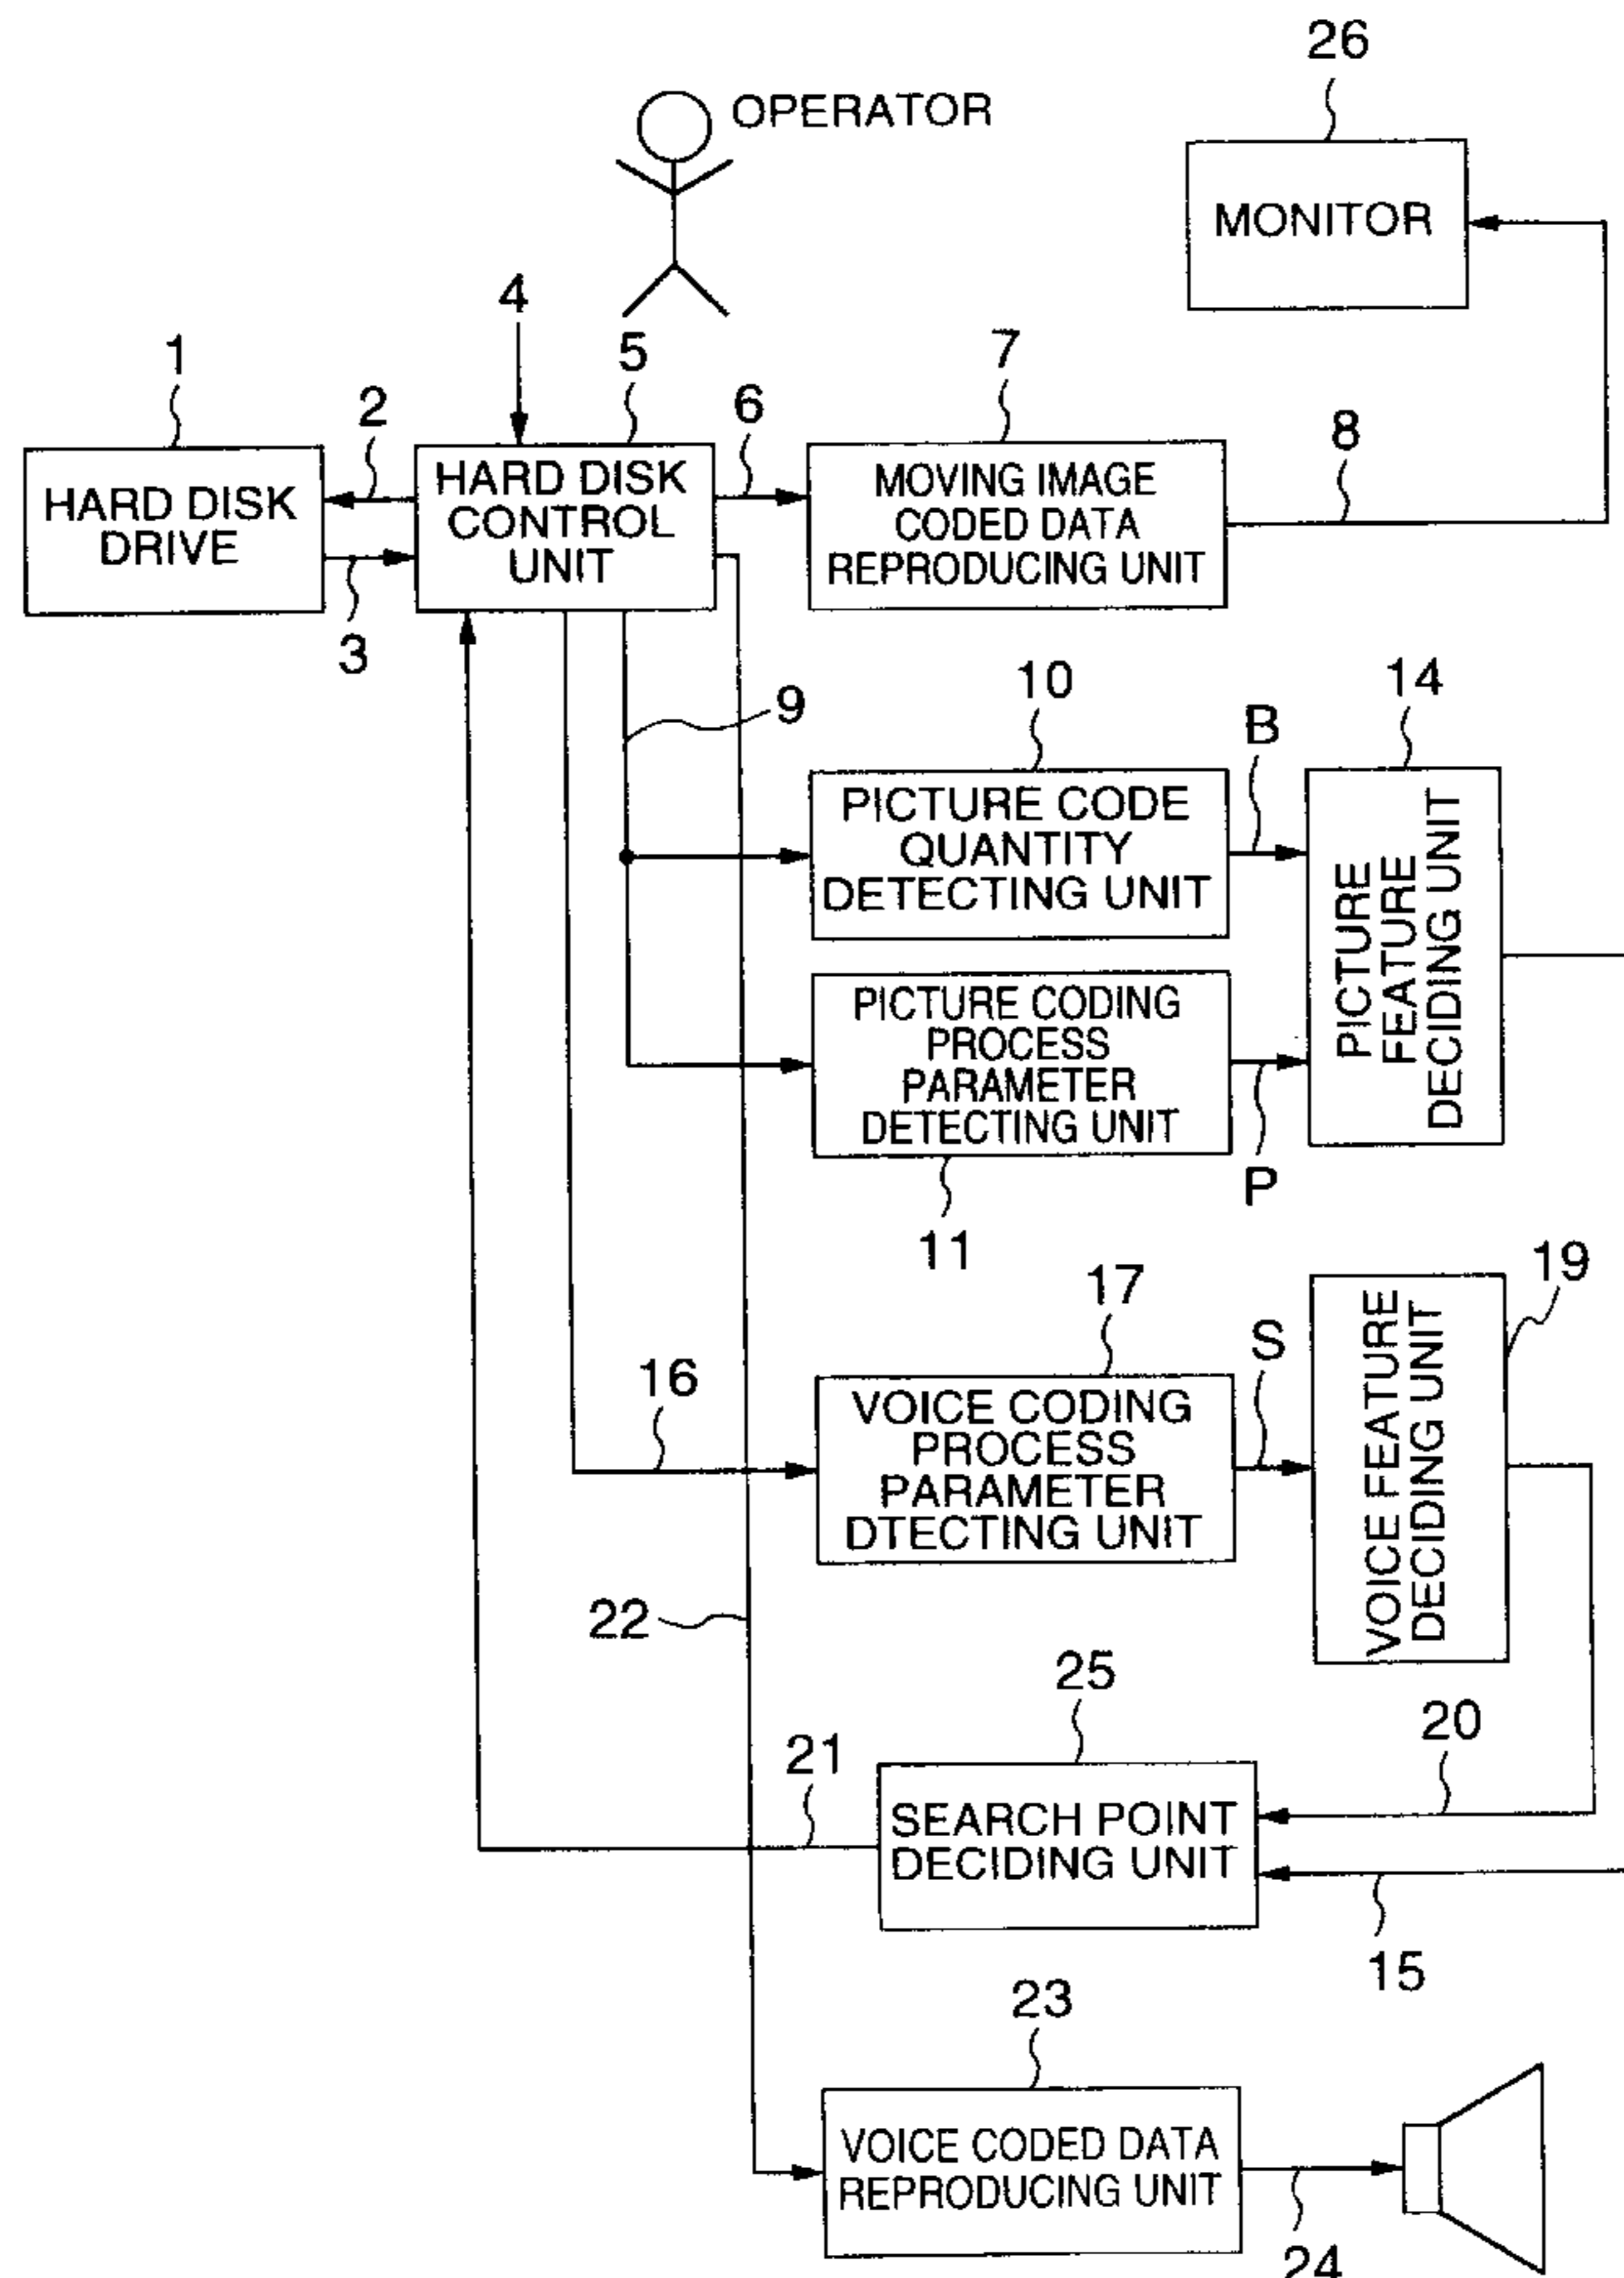 26
OPERATOR
MONITOR
4
1
2
5
6
7
8
HARD DISK
DRIVE
HARD DISK
CONTROL
UNIT
MOVING IMAGE
CODED DATA
REPRODUCING UNIT
3
9
10
B
14
PICTURE CODE
QUANTITY
DETECTING UNIT
PICTURE
FEATURE
DECIDING UNIT
PICTURE CODING
PROCESS
PARAMETER
DETECTING UNIT
P
11
17
19
16
S
VOICE CODING
PROCESS
PARAMETER
DTECTING UNIT
VOICE FEATURE
DECIDING UNIT
22
25
21
20
SEARCH POINT
DECIDING UNIT
15
23
VOICE CODED DATA
REPRODUCING UNIT
24